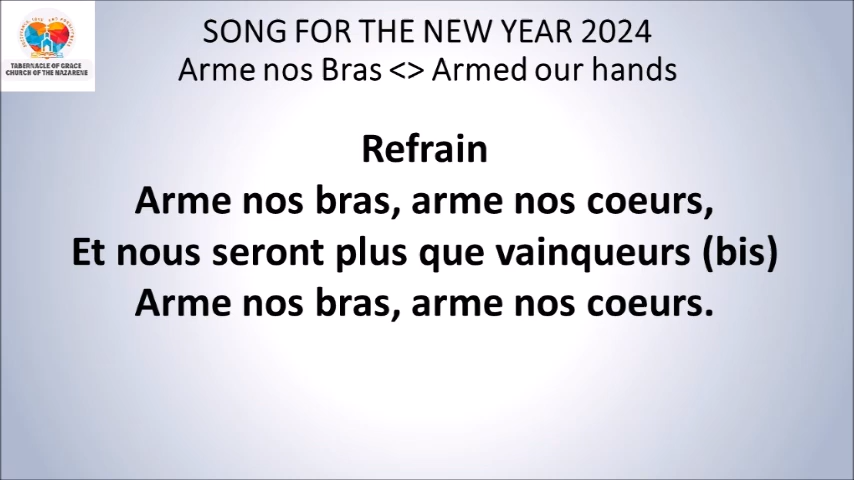 SONG FOR THE NEW YEAR 2024
Arme nos Bras <> Armed our hands
TABERNACLE OF GRACE
CHURCH OF THE NAZARENE
Refrain
Arme nos bras, arme nos coeurs,
Et nous seront plus que vainqueurs (bis)
Arme nos bras, arme nos coeurs.